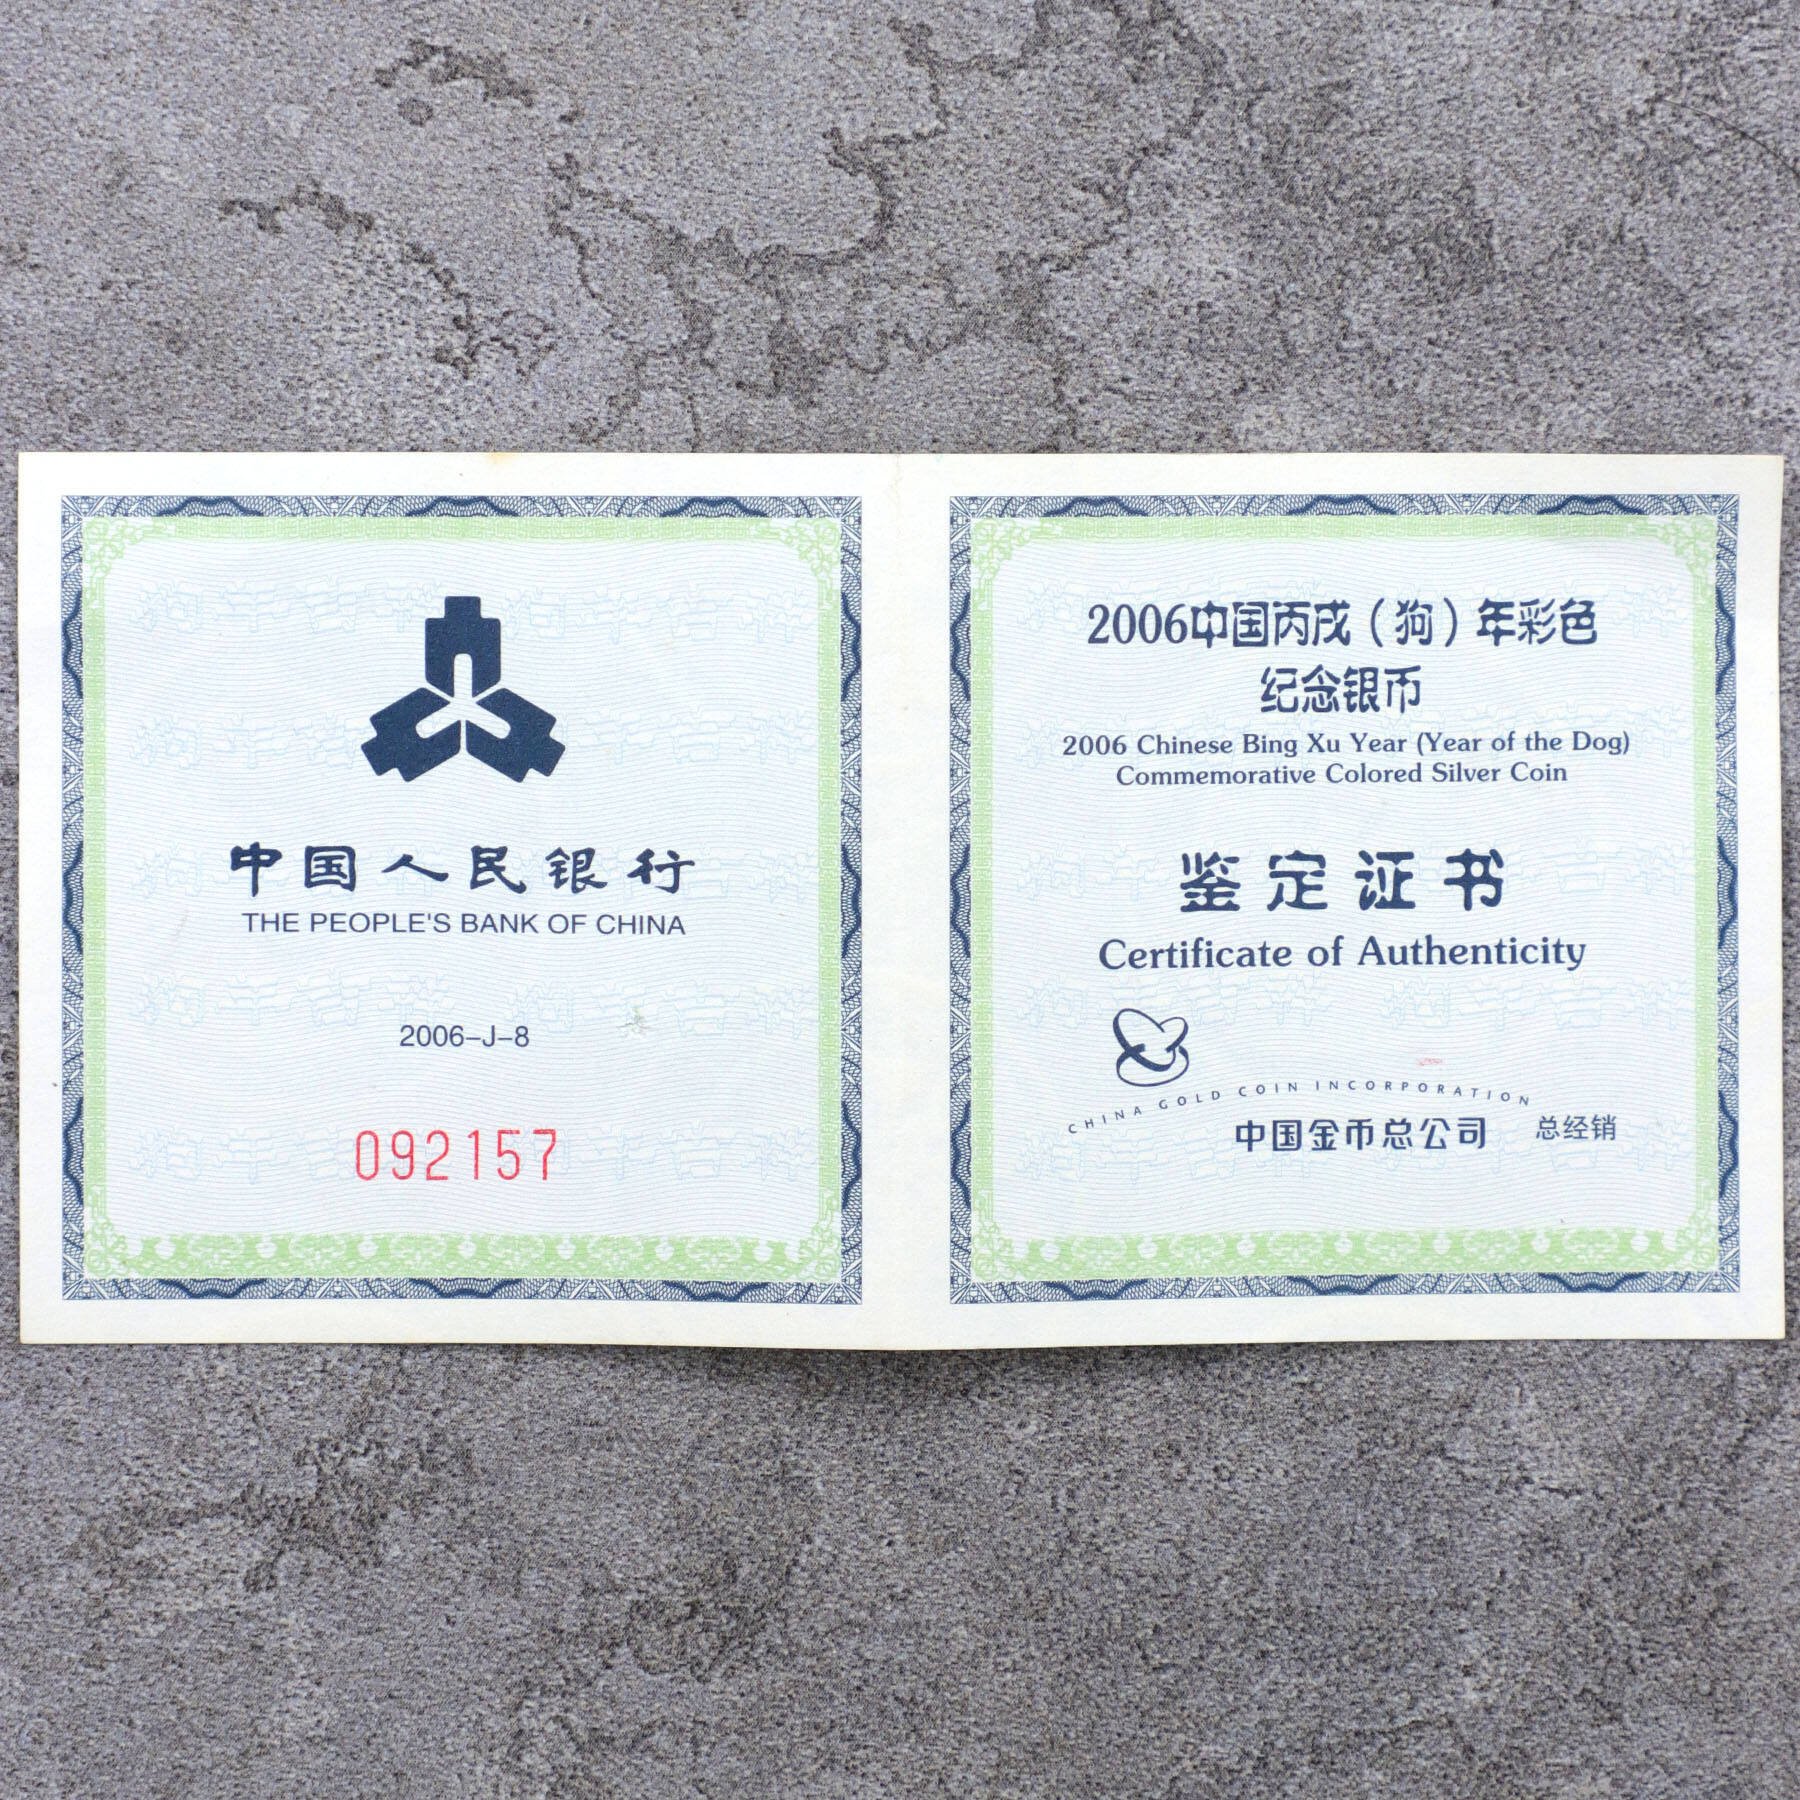 中国人民银行
THE PEOPLE'S BANK OF CHINA
2006-J-8
092157
2006中国丙戌（狗）年彩色
纪念银币
2006 Chinese Bing Xu Year (Year of the Dog)
Commemorative Colored Silver Coin
鉴定证书
Certificate of Authenticity
CHINA GOLD COIN INCORPORATION
中国金币总公司 总经销